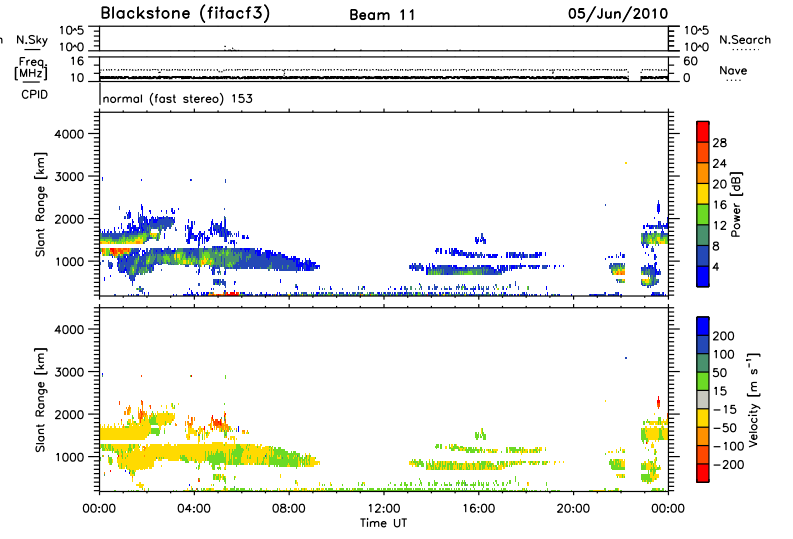 Blackstone (fitacf3)
Beam 11
05/Jun/2010
n
N.Sky
10^5
10^0
10^5
10^0
N.Search
Freq.
[MHz]
16
10
60
0
Nave
CPID
normal (fast stereo) 153
Slant Range [km]
4000
3000
2000
1000
28
24
20
16
12
8
4
Power [dB]
Slant Range [km]
4000
3000
2000
1000
200
100
50
15
-15
-50
-100
-200
Velocity [m s⁻¹]
00:00 04:00 08:00 12:00 16:00 20:00 00:00
Time UT